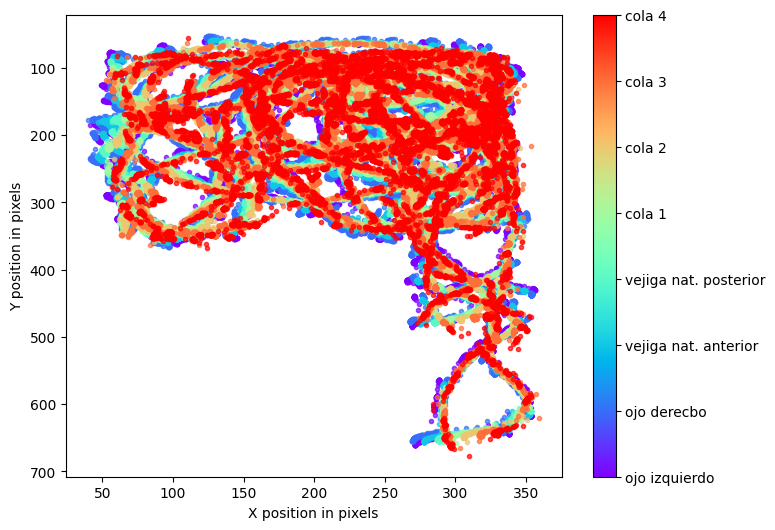 100
200
300
400
500
600
700
Y position in pixels
50
100
150
200
250
300
350
X position in pixels
cola 4
cola 3
cola 2
cola 1
vejiga nat. posterior
vejiga nat. anterior
ojo derecbo
ojo izquierdo